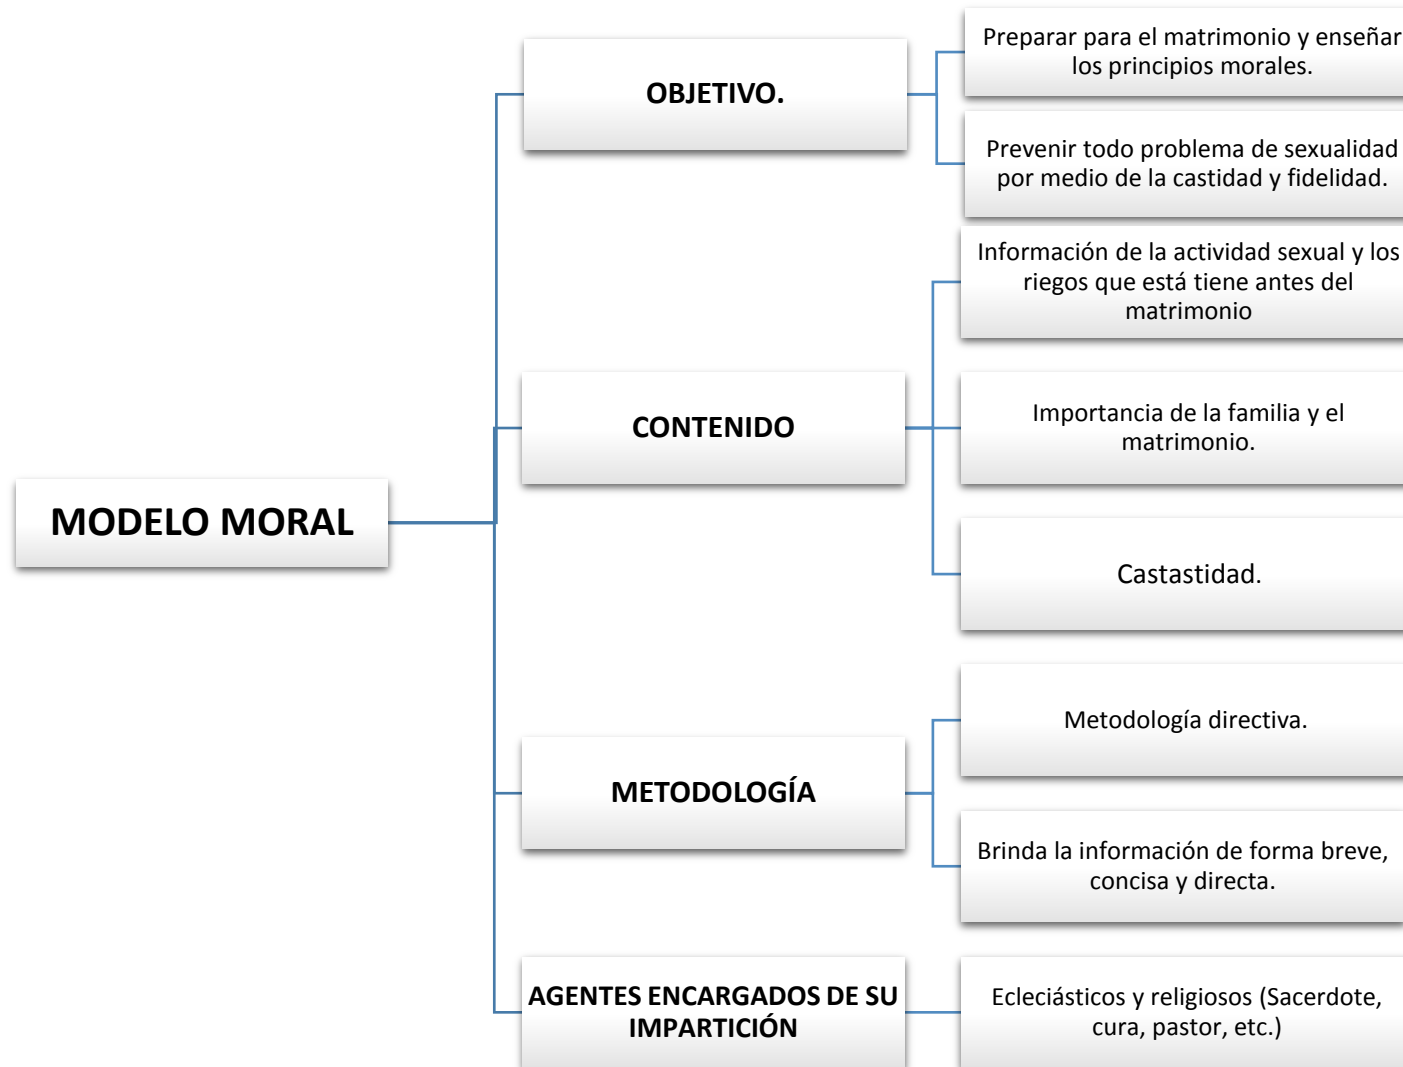 MODELO MORAL
OBJETIVO.
Preparar para el matrimonio y enseñar
los principios morales.
Prevenir todo problema de sexualidad
por medio de la castidad y fidelidad.
CONTENIDO
Información de la actividad sexual y los
riegos que está tiene antes del
matrimonio
Importancia de la familia y el
matrimonio.
Castastidad.
METODOLOGÍA
Metodología directiva.
Brinda la información de forma breve,
concisa y directa.
AGENTES ENCARGADOS DE SU
IMPARTICIÓN
Ecleciásticos y religiosos (Sacerdote,
cura, pastor, etc.)